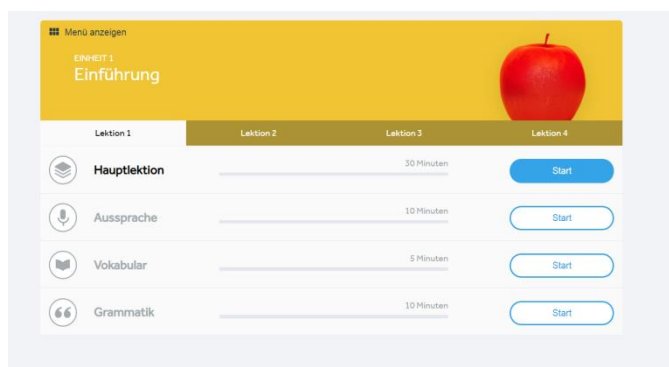 Menü anzeigen
EINHEIT 1
Einführung
Lektion 1 Lektion 2 Lektion 3 Lektion 4
Hauptlektion 30 Minuten Start
Aussprache 10 Minuten Start
Vokabular 5 Minuten Start
Grammatik 10 Minuten Start